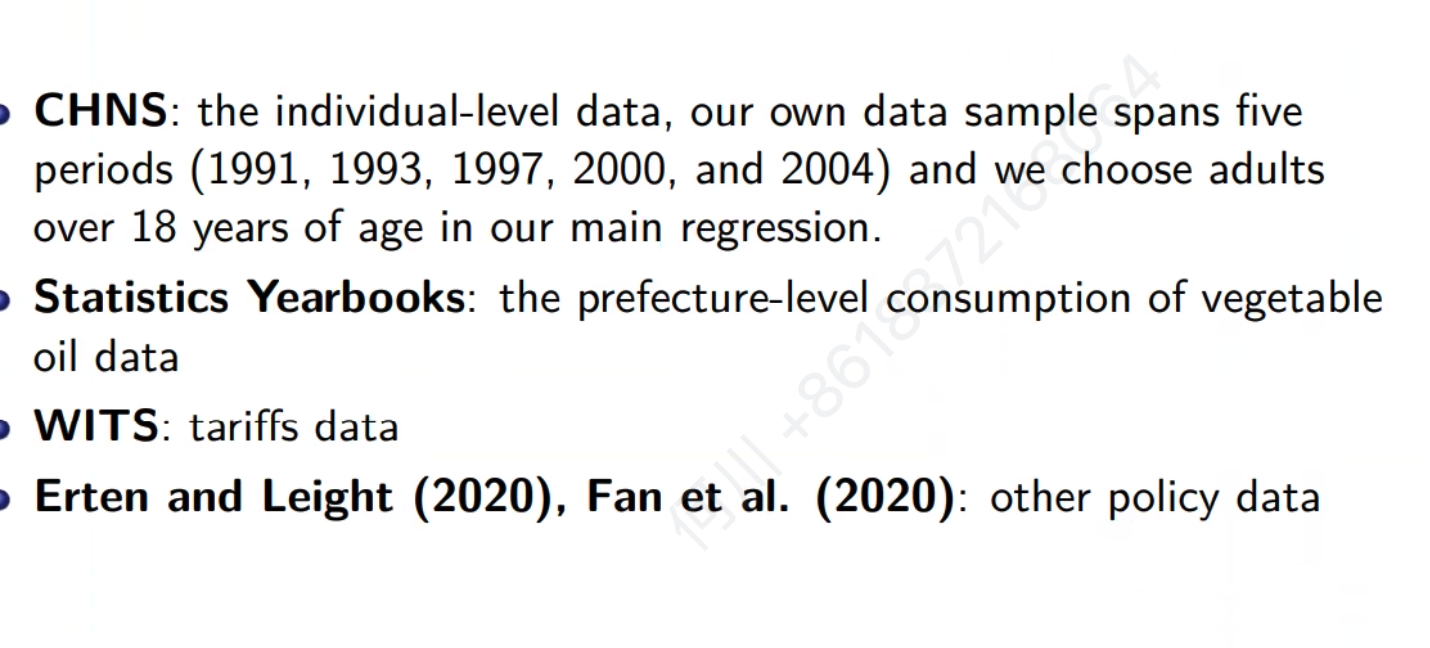 CHNS: the individual-level data, our own data sample spans five
periods (1991, 1993, 1997, 2000, and 2004) and we choose adults
over 18 years of age in our main regression.
Statistics Yearbooks: the prefecture-level consumption of vegetable
oil data
WITS: tariffs data
Erten and Leight (2020), Fan et al. (2020): other policy data
+8618372168064